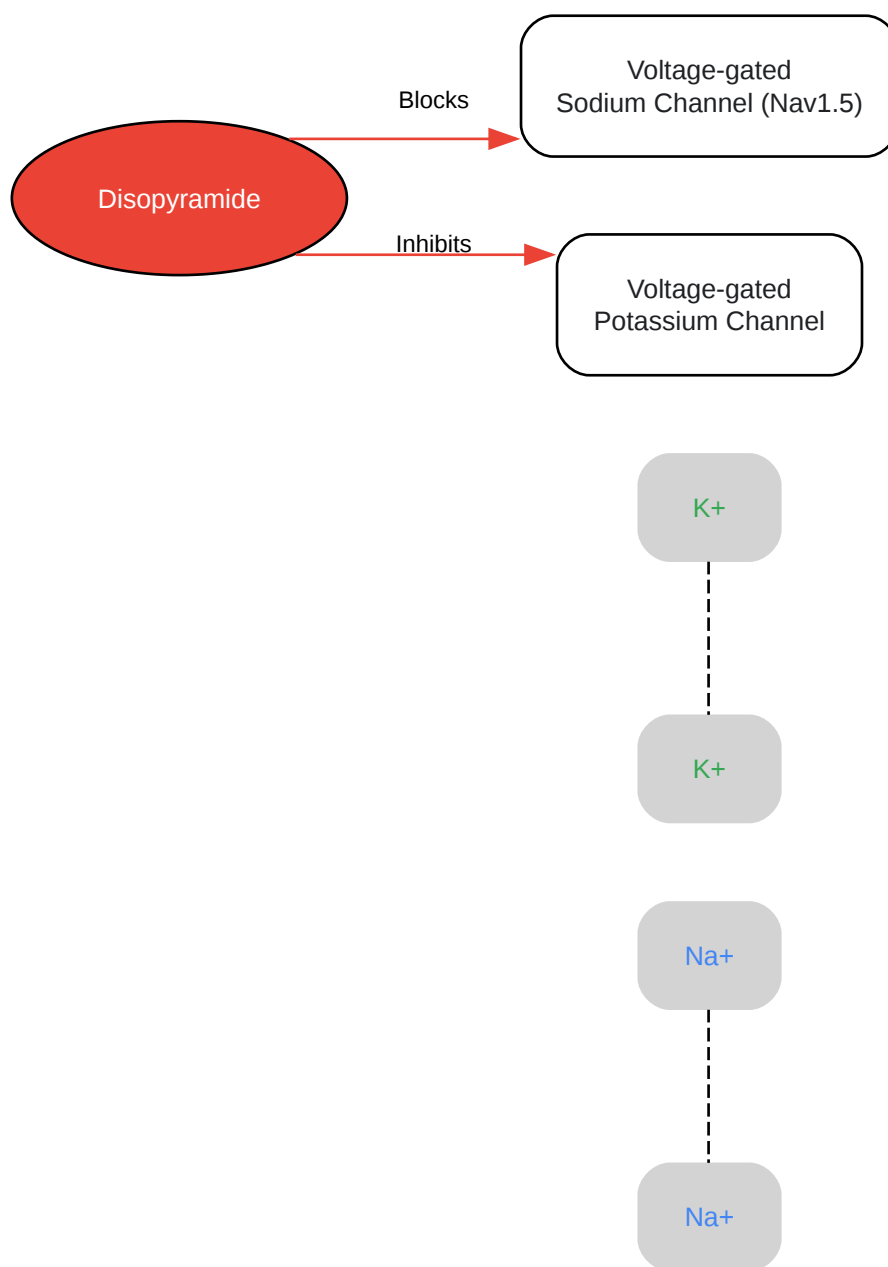 Voltage-gated
Sodium Channel (Nav1.5)
Blocks
Disopyramide
Inhibits
Voltage-gated
Potassium Channel
K+
K+
Na+
Na+